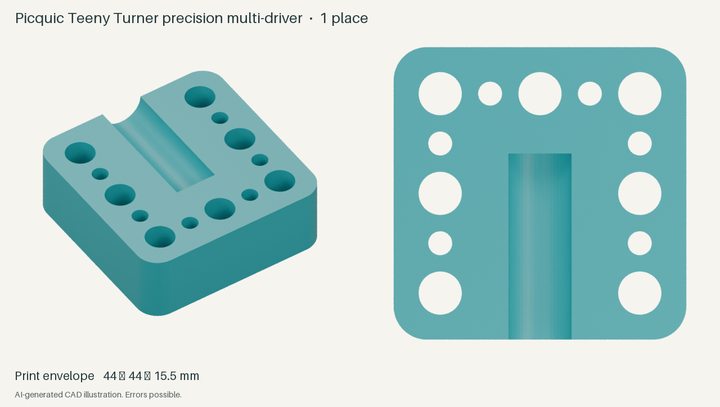 Picquic Teeny Turner precision multi-driver · 1 place
Print envelope 44 44 15.5 mm
AI-generated CAD illustration. Errors possible.